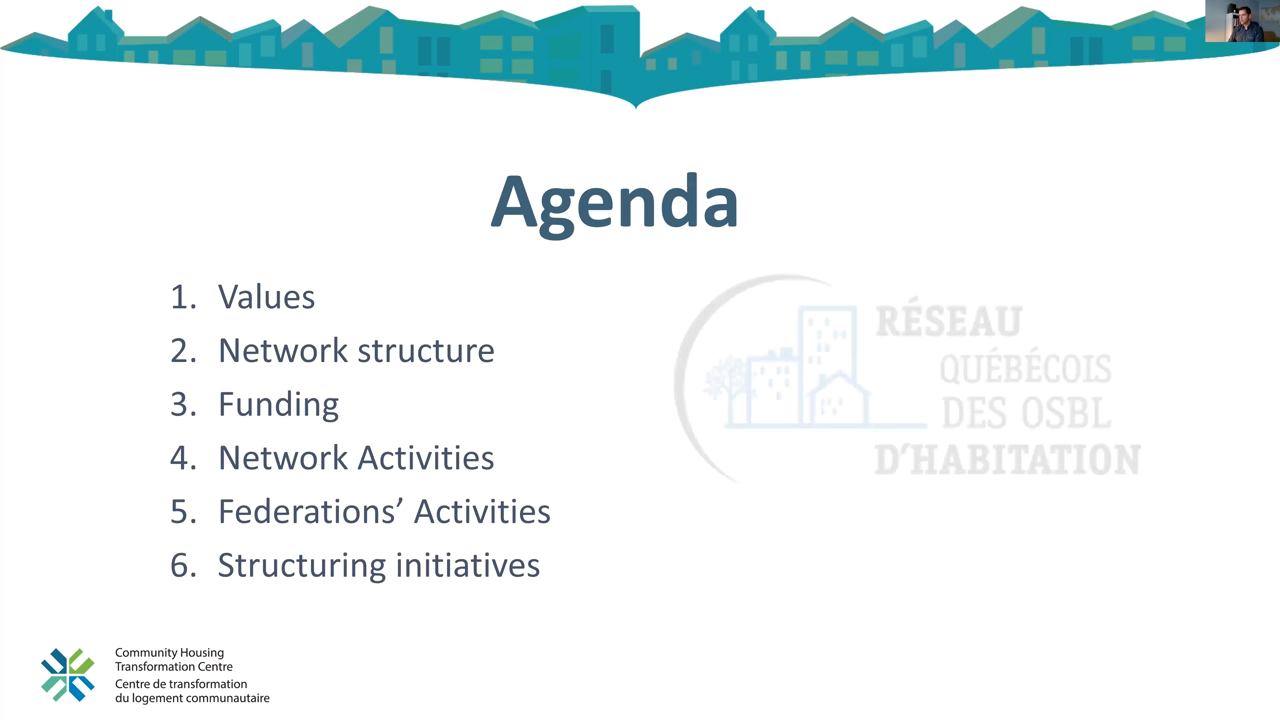 Agenda
1. Values
2. Network structure
3. Funding
4. Network Activities
5. Federations’ Activities
6. Structuring initiatives
RÉSEAU
QUÉBÉCOIS
DES OSBL
D’HABITATION
Community Housing
Transformation Centre
Centre de transformation
du logement communautaire